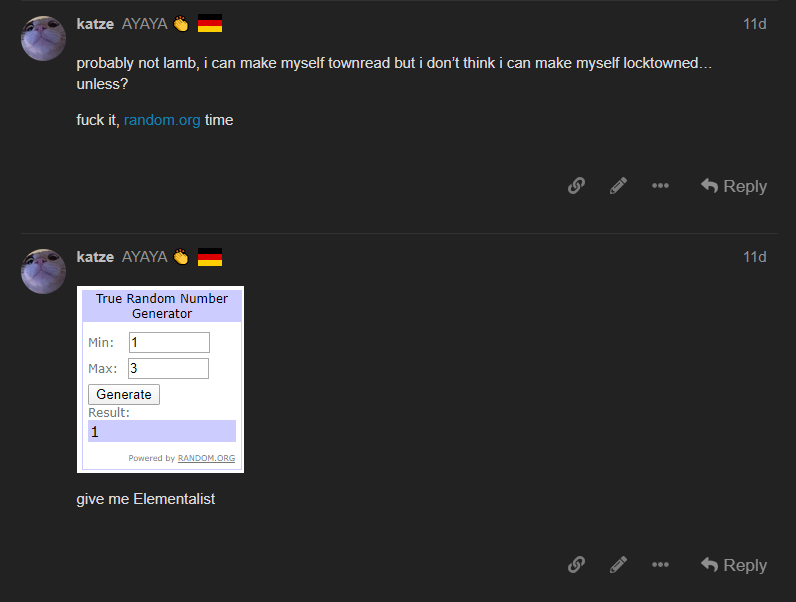 katze AYAYA 👏 🇩🇪 11d
probably not lamb, i can make myself townread but i don't think i can make myself locktowned…
unless?
fuck it, random.org time
Reply
katze AYAYA 👏 🇩🇪 11d
True Random Number
Generator
Min: 1
Max: 3
Generate
Result:
1
Powered by RANDOM.ORG
give me Elementalist
Reply